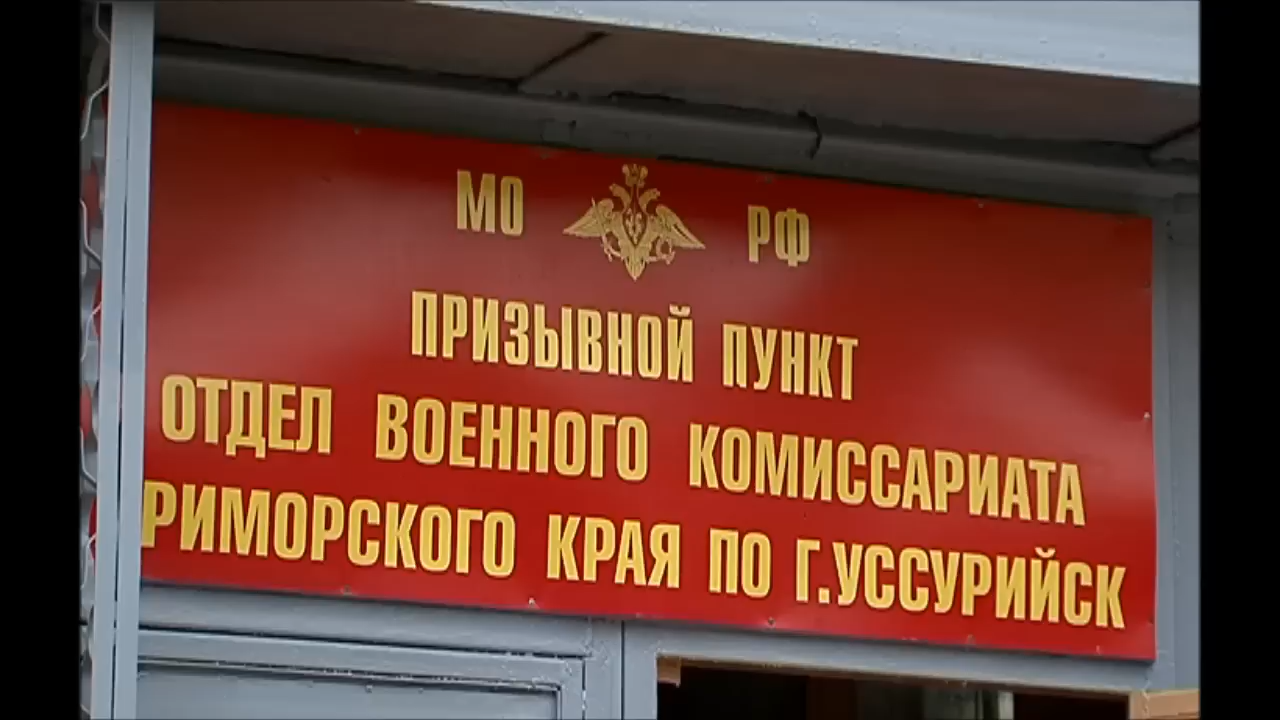 МО РФ
ПРИЗЫВНОЙ ПУНКТ
ОТДЕЛ ВОЕННОГО КОМИССАРИАТА
РИМОРСКОГО КРАЯ ПО Г.УССУРИЙСК